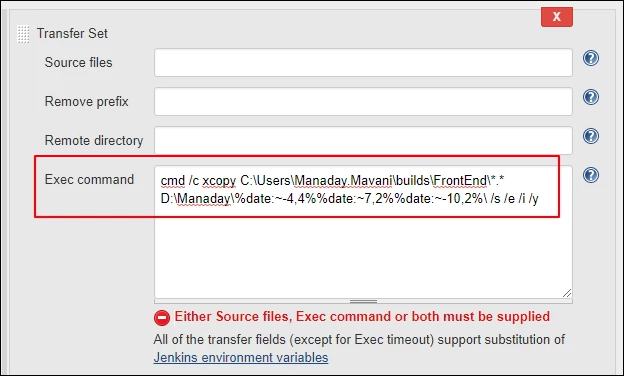 X
Transfer Set
Source files
?
Remove prefix
?
Remote directory
?
Exec command
?
cmd /c xcopy C:\Users\Manaday.Mavani\builds\FrontEnd\*.*
D:\Manaday\%date:~-4,4%%date:~7,2%%date:~-10,2%\ /s /e /i /y
Either Source files, Exec command or both must be supplied
All of the transfer fields (except for Exec timeout) support substitution of
Jenkins environment variables